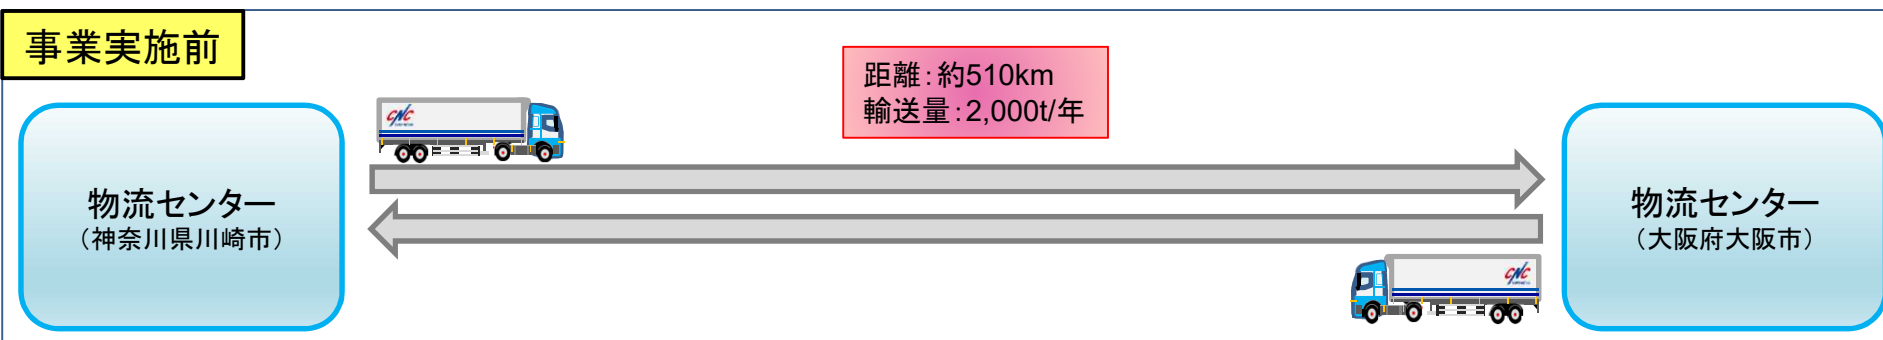 事業実施前
距離：約510km
輸送量：2,000t/年
CNC
物流センター
（神奈川県川崎市）
物流センター
（大阪府大阪市）
CNC